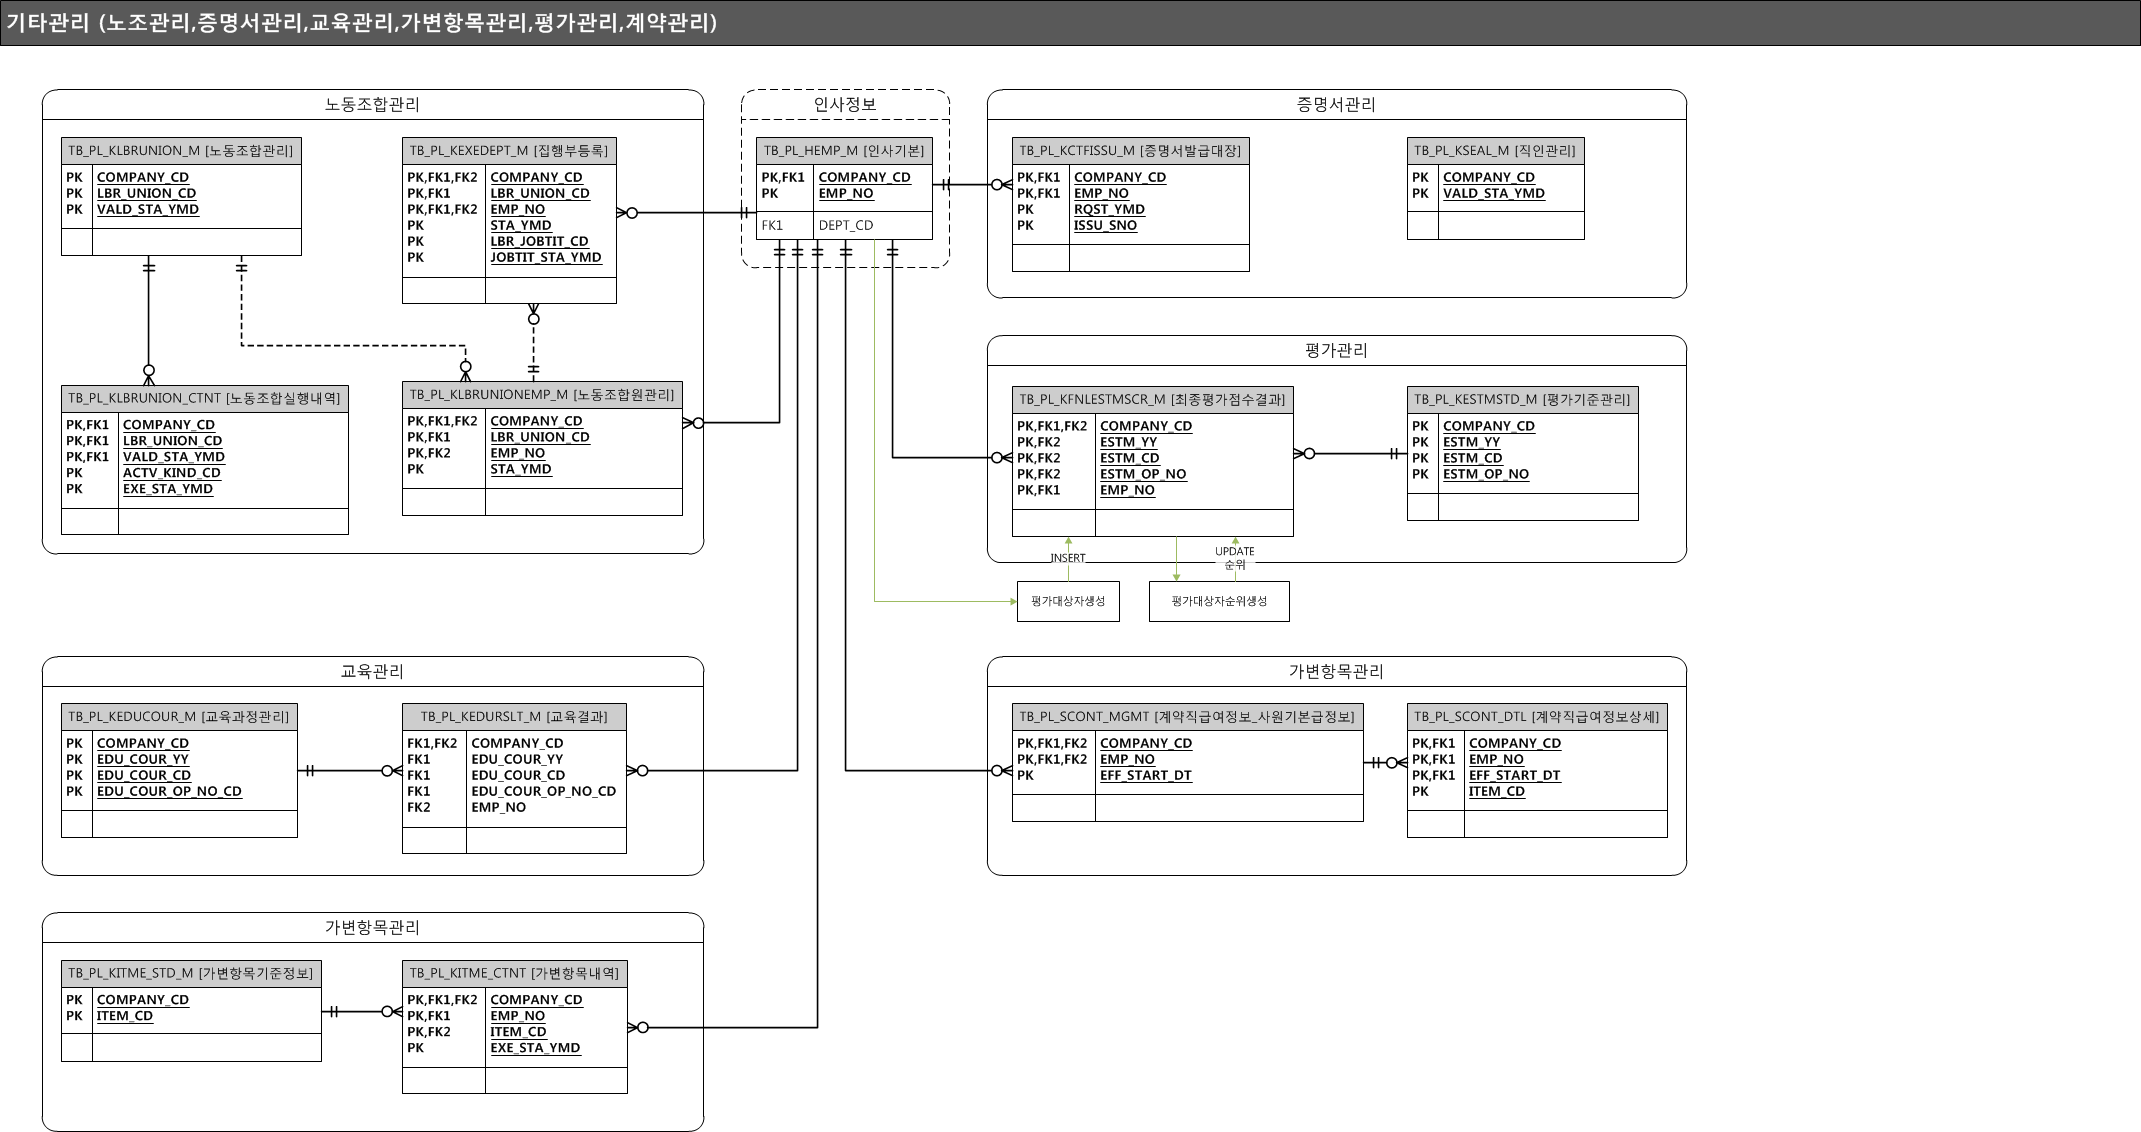 기타관리 (노조관리,증명서관리,교육관리,가변항목관리,평가관리,계약관리)
노동조합관리
TB_PL_KLBRUNION_M [노동조합관리]
PK COMPANY_CD
PK LBR_UNION_CD
PK VALD_STA_YMD
TB_PL_KEXEDEPT_M [집행부등록]
PK,FK1,FK2 COMPANY_CD
PK,FK1 LBR_UNION_CD
PK,FK1,FK2 EMP_NO
PK STA_YMD
PK LBR_JOBTIT_CD
PK JOBTIT_STA_YMD
TB_PL_KLBRUNION_CTNT [노동조합실행내역]
PK,FK1 COMPANY_CD
PK,FK1 LBR_UNION_CD
PK,FK1 VALD_STA_YMD
PK ACTV_KIND_CD
PK EXE_STA_YMD
TB_PL_KLBRUNIONEMP_M [노동조합원관리]
PK,FK1,FK2 COMPANY_CD
PK,FK1 LBR_UNION_CD
PK,FK2 EMP_NO
PK STA_YMD
인사정보
TB_PL_HEMP_M [인사기본]
PK,FK1 COMPANY_CD
PK EMP_NO
FK1 DEPT_CD
증명서관리
TB_PL_KCTFISSU_M [증명서발급대장]
PK,FK1 COMPANY_CD
PK,FK1 EMP_NO
PK RQST_YMD
PK ISSU_SNO
TB_PL_KSEAL_M [직인관리]
PK COMPANY_CD
PK VALD_STA_YMD
평가관리
TB_PL_KFNLESTMSCR_M [최종평가점수결과]
PK,FK1,FK2 COMPANY_CD
PK,FK2 ESTM_YY
PK,FK2 ESTM_CD
PK,FK2 ESTM_OP_NO
PK,FK1 EMP_NO
TB_PL_KESTMSTD_M [평가기준관리]
PK COMPANY_CD
PK ESTM_YY
PK ESTM_CD
PK ESTM_OP_NO
INSERT
UPDATE
순위
평가대상자생성
평가대상자순위생성
교육관리
TB_PL_KEDUCOUR_M [교육과정관리]
PK COMPANY_CD
PK EDU_COUR_YY
PK EDU_COUR_CD
PK EDU_COUR_OP_NO_CD
TB_PL_KEDURSLT_M [교육결과]
FK1,FK2 COMPANY_CD
FK1 EDU_COUR_YY
FK1 EDU_COUR_CD
FK1 EDU_COUR_OP_NO_CD
FK2 EMP_NO
가변항목관리
TB_PL_SCONT_MGMT [계약직급여정보_사원기본급정보]
PK,FK1,FK2 COMPANY_CD
PK,FK1,FK2 EMP_NO
PK EFF_START_DT
TB_PL_SCONT_DTL [계약직급여정보상세]
PK,FK1 COMPANY_CD
PK,FK1 EMP_NO
PK,FK1 EFF_START_DT
PK ITEM_CD
가변항목관리
TB_PL_KITME_STD_M [가변항목기준정보]
PK COMPANY_CD
PK ITEM_CD
TB_PL_KITME_CTNT [가변항목내역]
PK,FK1,FK2 COMPANY_CD
PK,FK1 EMP_NO
PK,FK2 ITEM_CD
PK EXE_STA_YMD